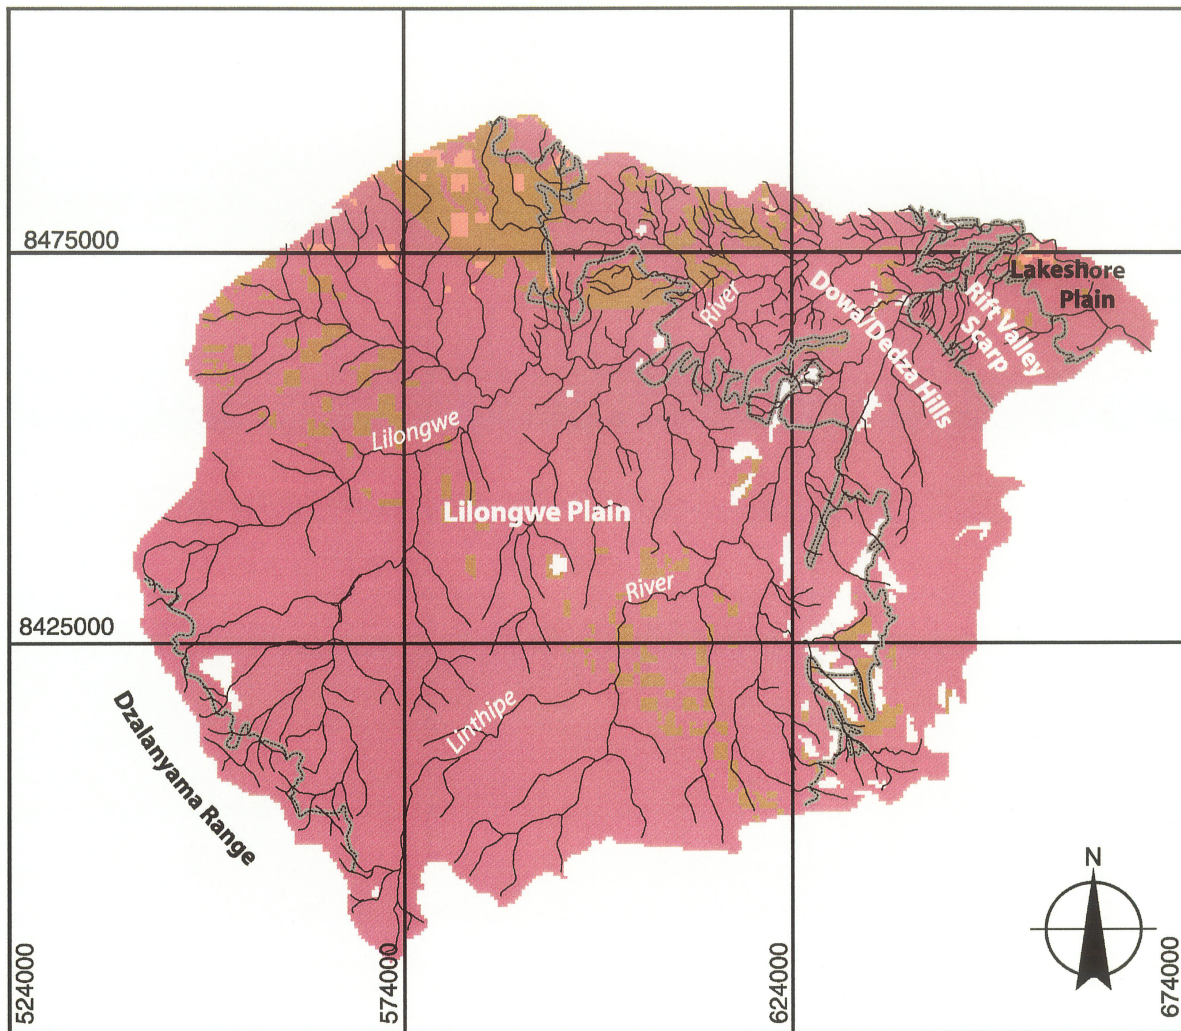 8475000
Lakeshore
Plain
River
Dowa/Dedza Hills
Rift Valley
Scarp
Lilongwe
Lilongwe Plain
River
8425000
Linthipe
Dzalanyama Range
N
524000
574000
624000
674000